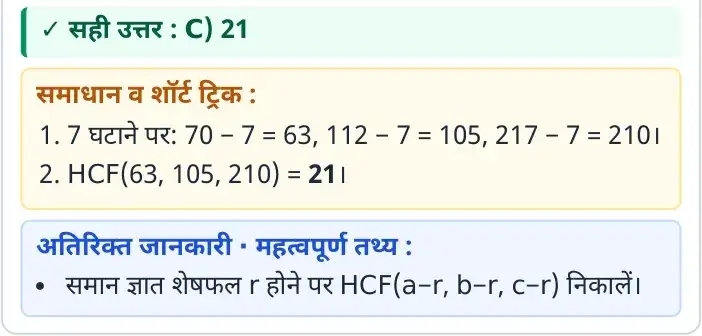 ✓ सही उत्तर : C) 21
समाधान व शॉर्ट ट्रिक :
1. 7 घटाने पर: 70 − 7 = 63, 112 − 7 = 105, 217 − 7 = 210।
2. HCF(63, 105, 210) = 21।
अतिरिक्त जानकारी · महत्वपूर्ण तथ्य :
• समान ज्ञात शेषफल r होने पर HCF(a−r, b−r, c−r) निकालें।